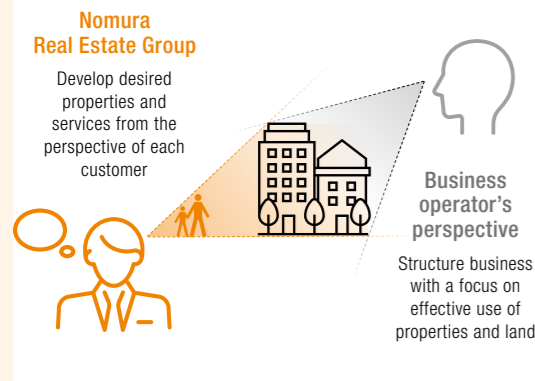 Nomura
Real Estate Group
Develop desired
properties and
services from the
perspective of each
customer
Business
operator's
perspective
Structure business
with a focus on
effective use of
properties and land